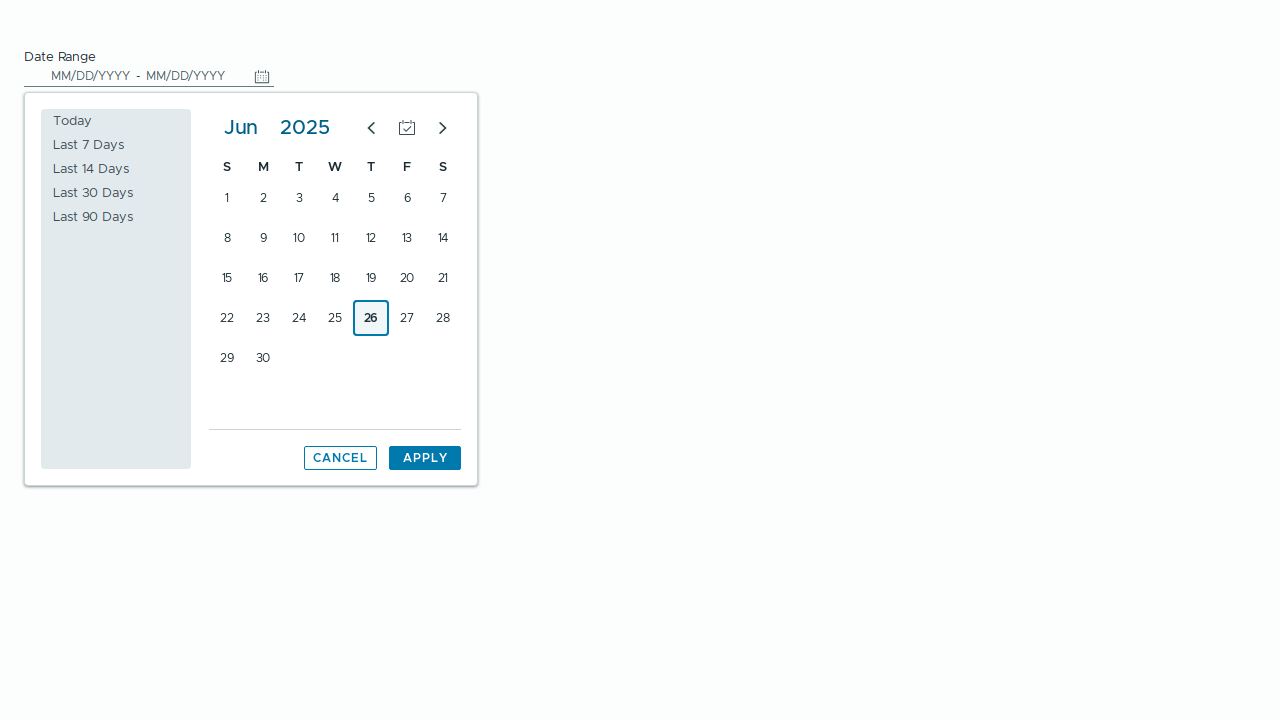 Date Range
MM/DD/YYYY - MM/DD/YYYY
Today
Last 7 Days
Last 14 Days
Last 30 Days
Last 90 Days
Jun 2025
S M T W T F S
1 2 3 4 5 6 7
8 9 10 11 12 13 14
15 16 17 18 19 20 21
22 23 24 25 26 27 28
29 30
CANCEL APPLY